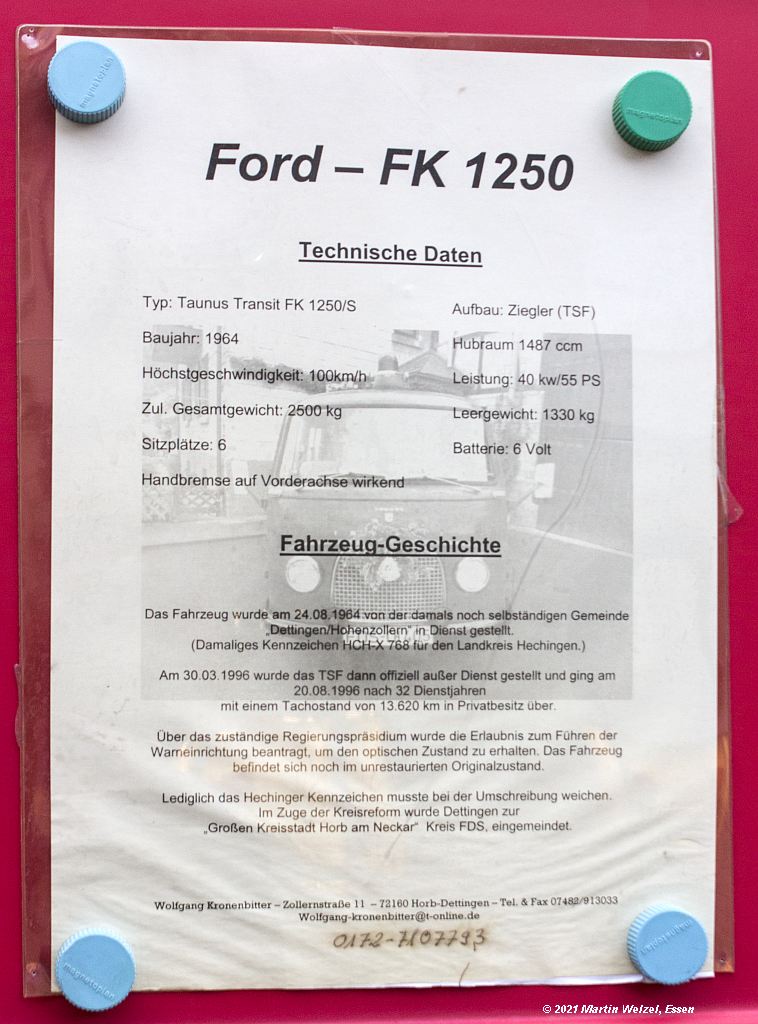 magnetoplan
magnetoplan
Ford – FK 1250
Technische Daten
Typ: Taunus Transit FK 1250/S
Aufbau: Ziegler (TSF)
Baujahr: 1964
Hubraum 1487 ccm
Höchstgeschwindigkeit: 100km/h
Leistung: 40 kw/55 PS
Zul. Gesamtgewicht: 2500 kg
Leergewicht: 1330 kg
Sitzplätze: 6
Batterie: 6 Volt
Handbremse auf Vorderachse wirkend
Fahrzeug-Geschichte
Das Fahrzeug wurde am 24.08.1964 von der damals noch selbständigen Gemeinde
„Dettingen/Hohenzollern“ in Dienst gestellt.
(Damaliges Kennzeichen HCH-X 768 für den Landkreis Hechingen.)
Am 30.03.1996 wurde das TSF dann offiziell außer Dienst gestellt und ging am
20.08.1996 nach 32 Dienstjahren
mit einem Tachostand von 13.620 km in Privatbesitz über.
Über das zuständige Regierungspräsidium wurde die Erlaubnis zum Führen der
Warneinrichtung beantragt, um den optischen Zustand zu erhalten. Das Fahrzeug
befindet sich noch im unrestaurierten Originalzustand.
Lediglich das Hechinger Kennzeichen musste bei der Umschreibung weichen.
Im Zuge der Kreisreform wurde Dettingen zur
„Großen Kreisstadt Horb am Neckar“ Kreis FDS, eingemeindet.
Wolfgang Kronenbitter – Zollernstraße 11 – 72160 Horb-Dettingen – Tel. & Fax 07482/913033
Wolfgang-kronenbitter@t-online.de
0172-7107793
magnetoplan
magnetoplan
© 2021 Martin Welzel, Essen